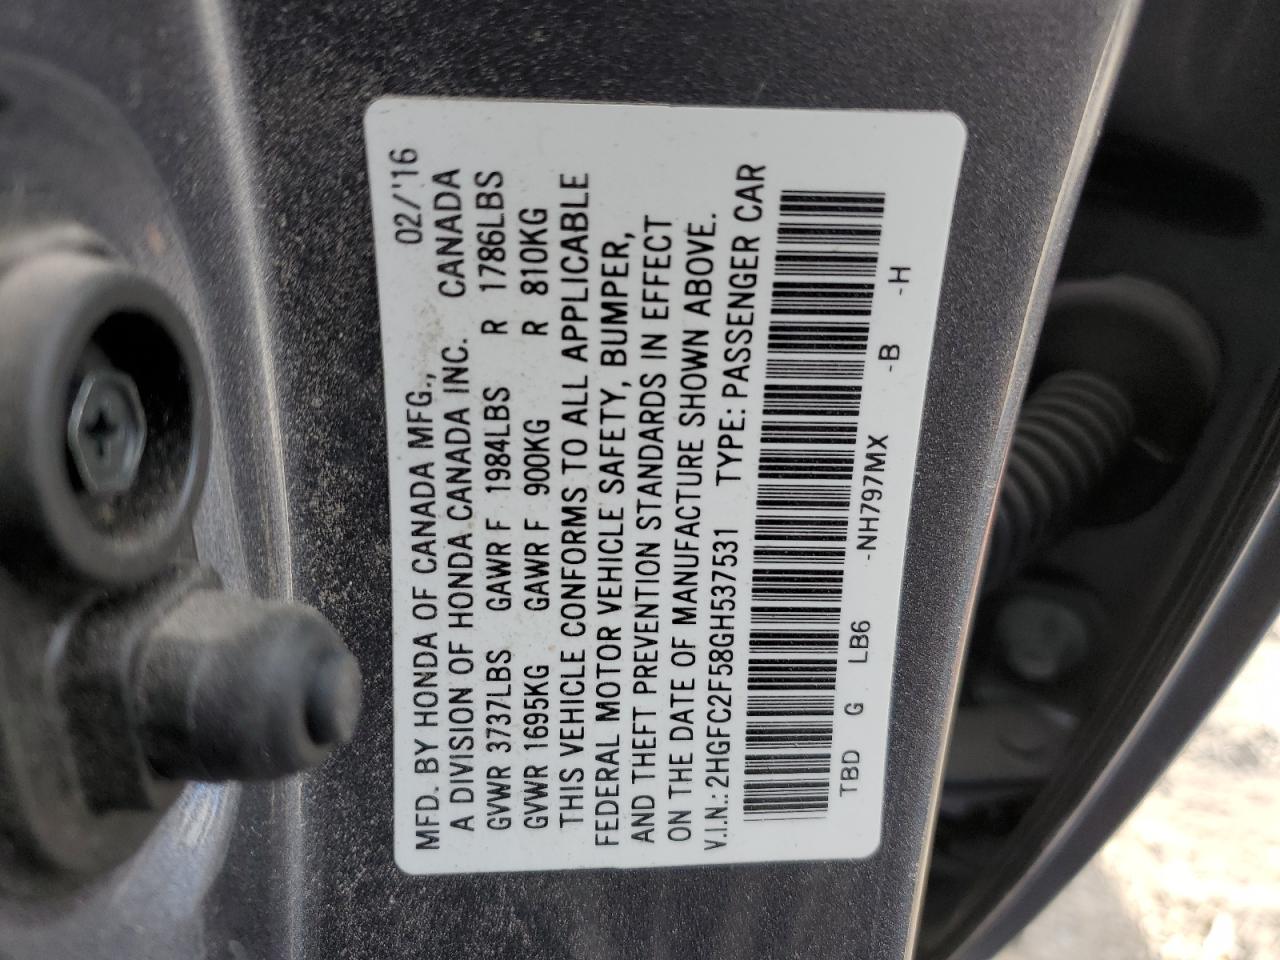 02/'16
MFD. BY HONDA OF CANADA MFG.,
A DIVISION OF HONDA CANADA INC. CANADA
GVWR 3737LBS GAWR F 1984LBS R 1786LBS
GVWR 1695KG GAWR F 900KG R 810KG
THIS VEHICLE CONFORMS TO ALL APPLICABLE
FEDERAL MOTOR VEHICLE SAFETY, BUMPER,
AND THEFT PREVENTION STANDARDS IN EFFECT
ON THE DATE OF MANUFACTURE SHOWN ABOVE.
V.I.N.: 2HGFC2F58GH537531 TYPE: PASSENGER CAR
TBD G LB6 -NH797MX -B -H